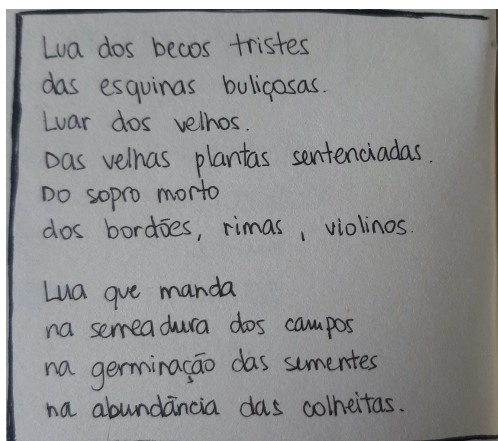 Lua dos becos tristes
das esquinas buliçosas.
Luar dos velhos.
Das velhas plantas sentenciadas.
Do sopro morto
dos bordões, rimas, violinos.
Lua que manda
na semeadura dos campos
na germinação das sementes
na abundância das colheitas.